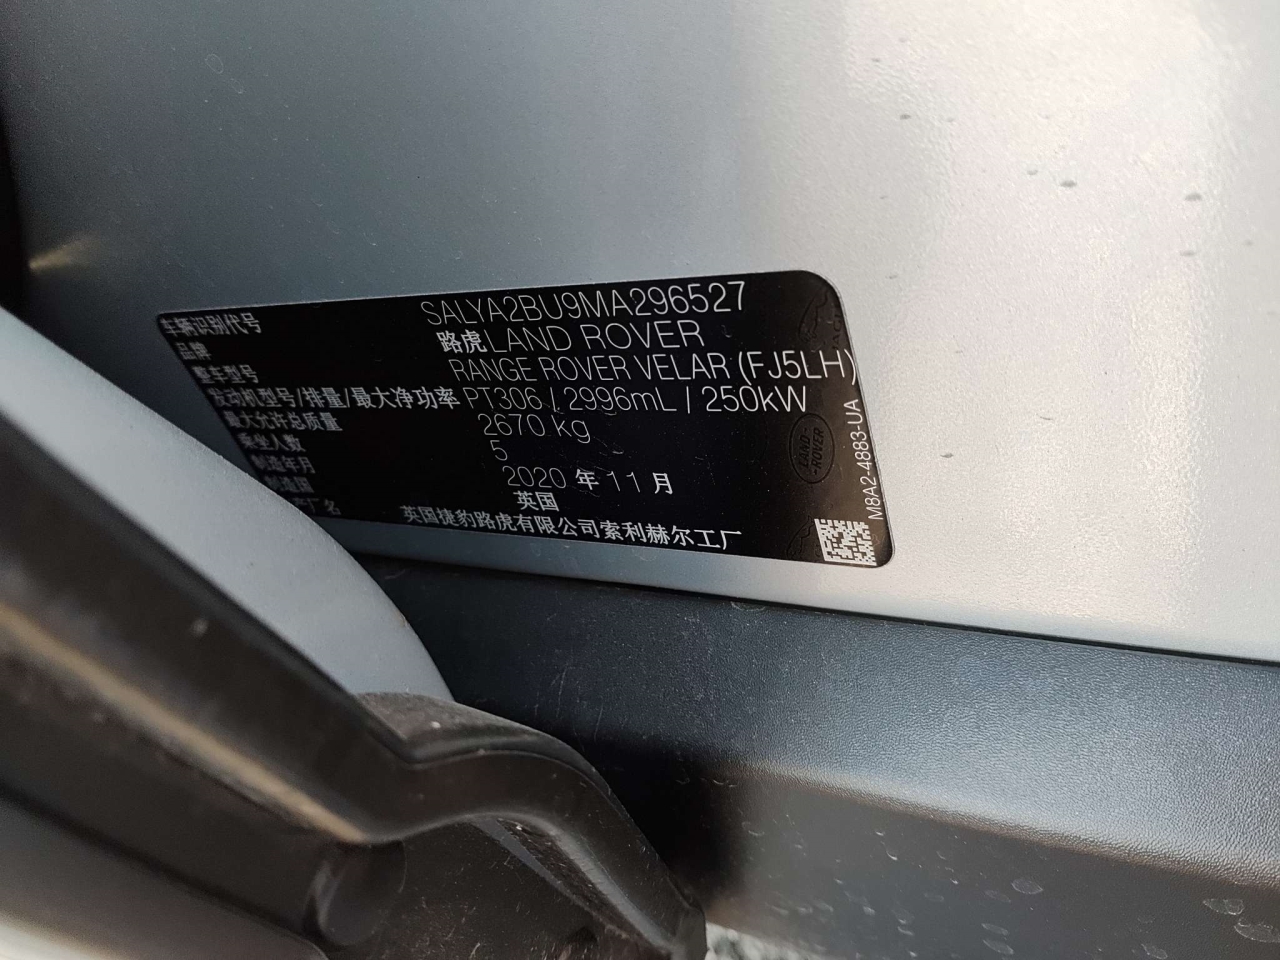 车辆识别代号 SALYA2BU9MA296527
品牌 路虎LAND ROVER
整车型号 RANGE ROVER VELAR (FJ5LH)
发动机型号/排量/最大净功率 PT306 / 2996mL / 250kW
最大允许总质量 2670 kg
乘坐人数 5
制造年月 2020 年 11 月
制造国 英国
厂名 英国捷豹路虎有限公司索利赫尔工厂
LAND-ROVER
M8A2-4883-UA